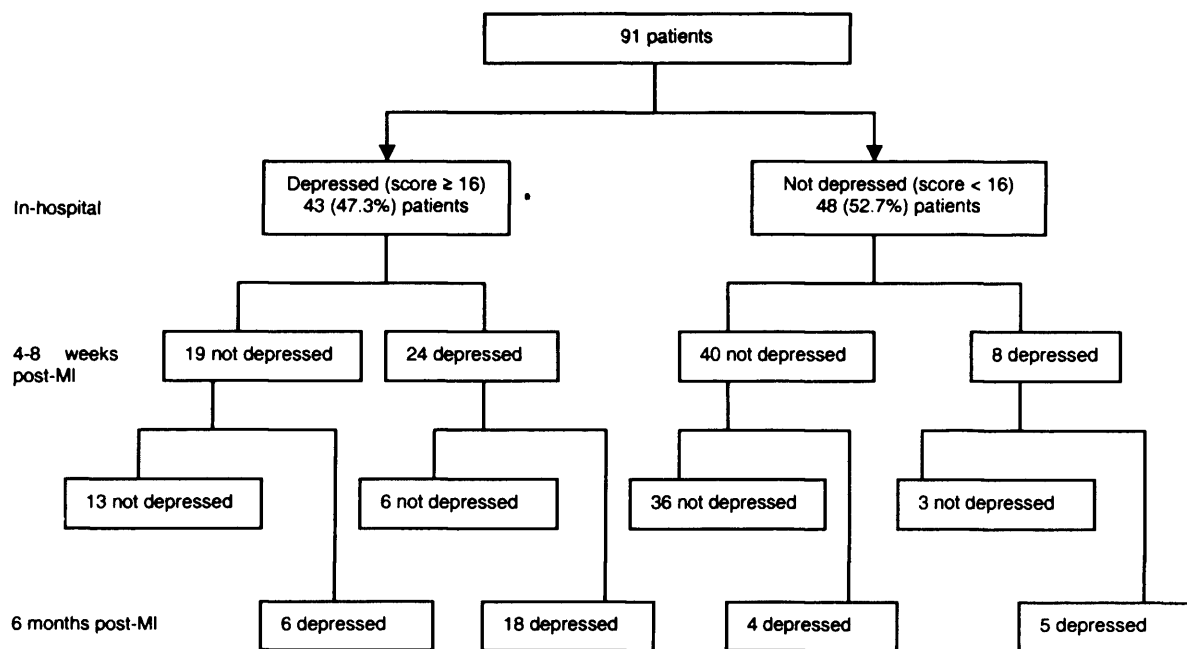 91 patients
Depressed (score ≥ 16)
43 (47.3%) patients
Not depressed (score < 16)
48 (52.7%) patients
In-hospital
4-8 weeks
post-MI
19 not depressed
24 depressed
40 not depressed
8 depressed
13 not depressed
6 not depressed
36 not depressed
3 not depressed
6 months post-MI
6 depressed
18 depressed
4 depressed
5 depressed